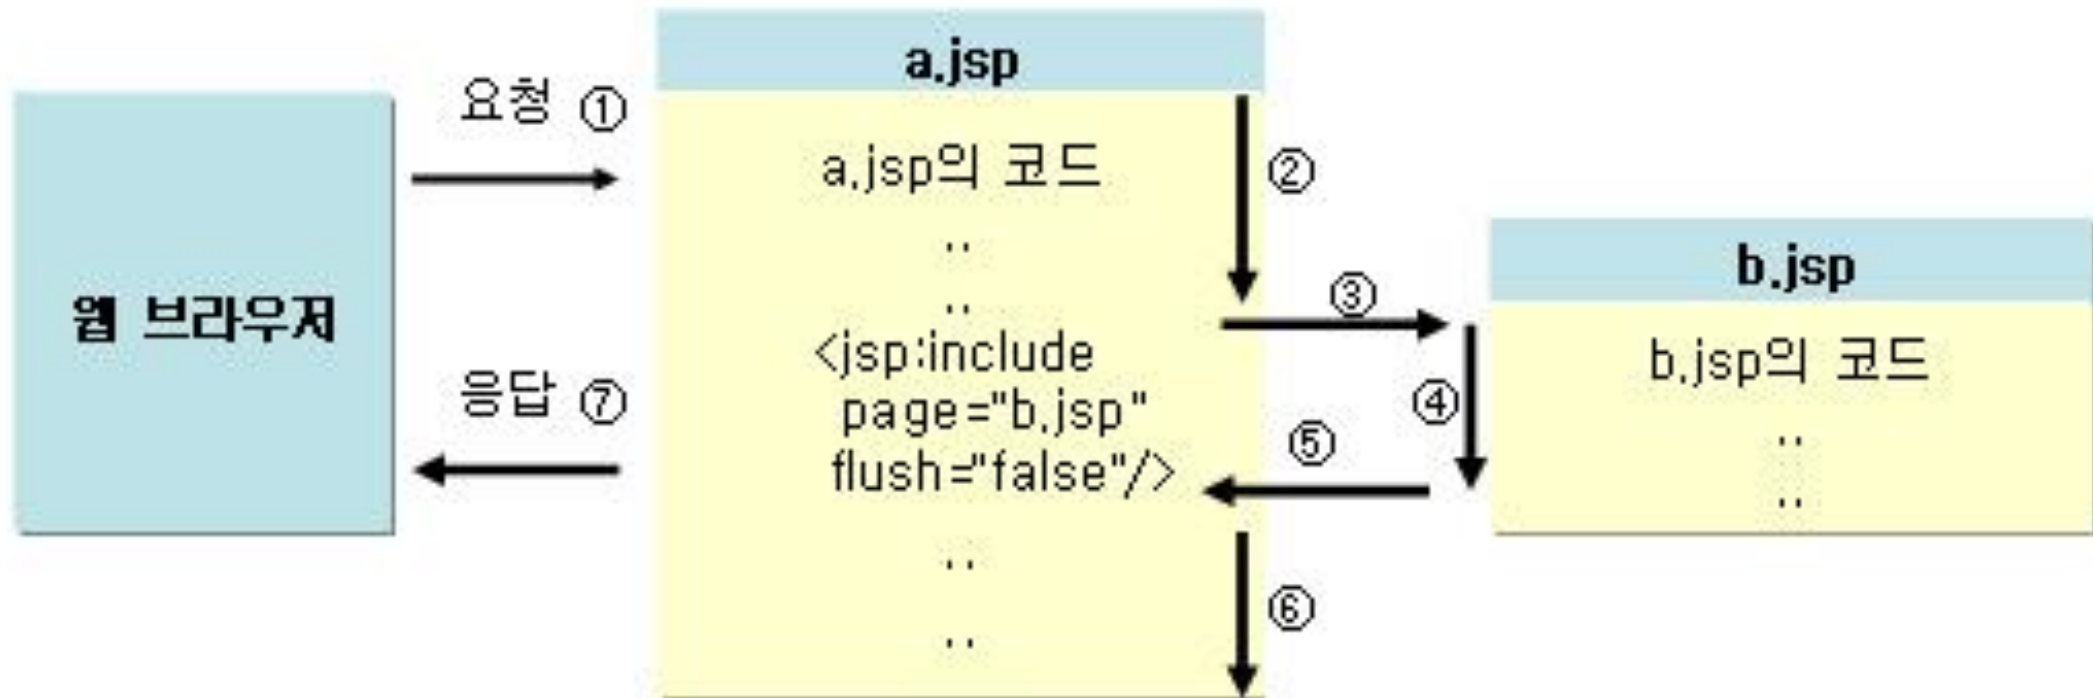 웹 브라우저
요청 ①
응답 ⑦
a.jsp
a.jsp의 코드
..
..
<jsp:include
page="b.jsp"
flush="false"/>
..
..
②
③
④
⑤
⑥
b.jsp
b.jsp의 코드
..
..